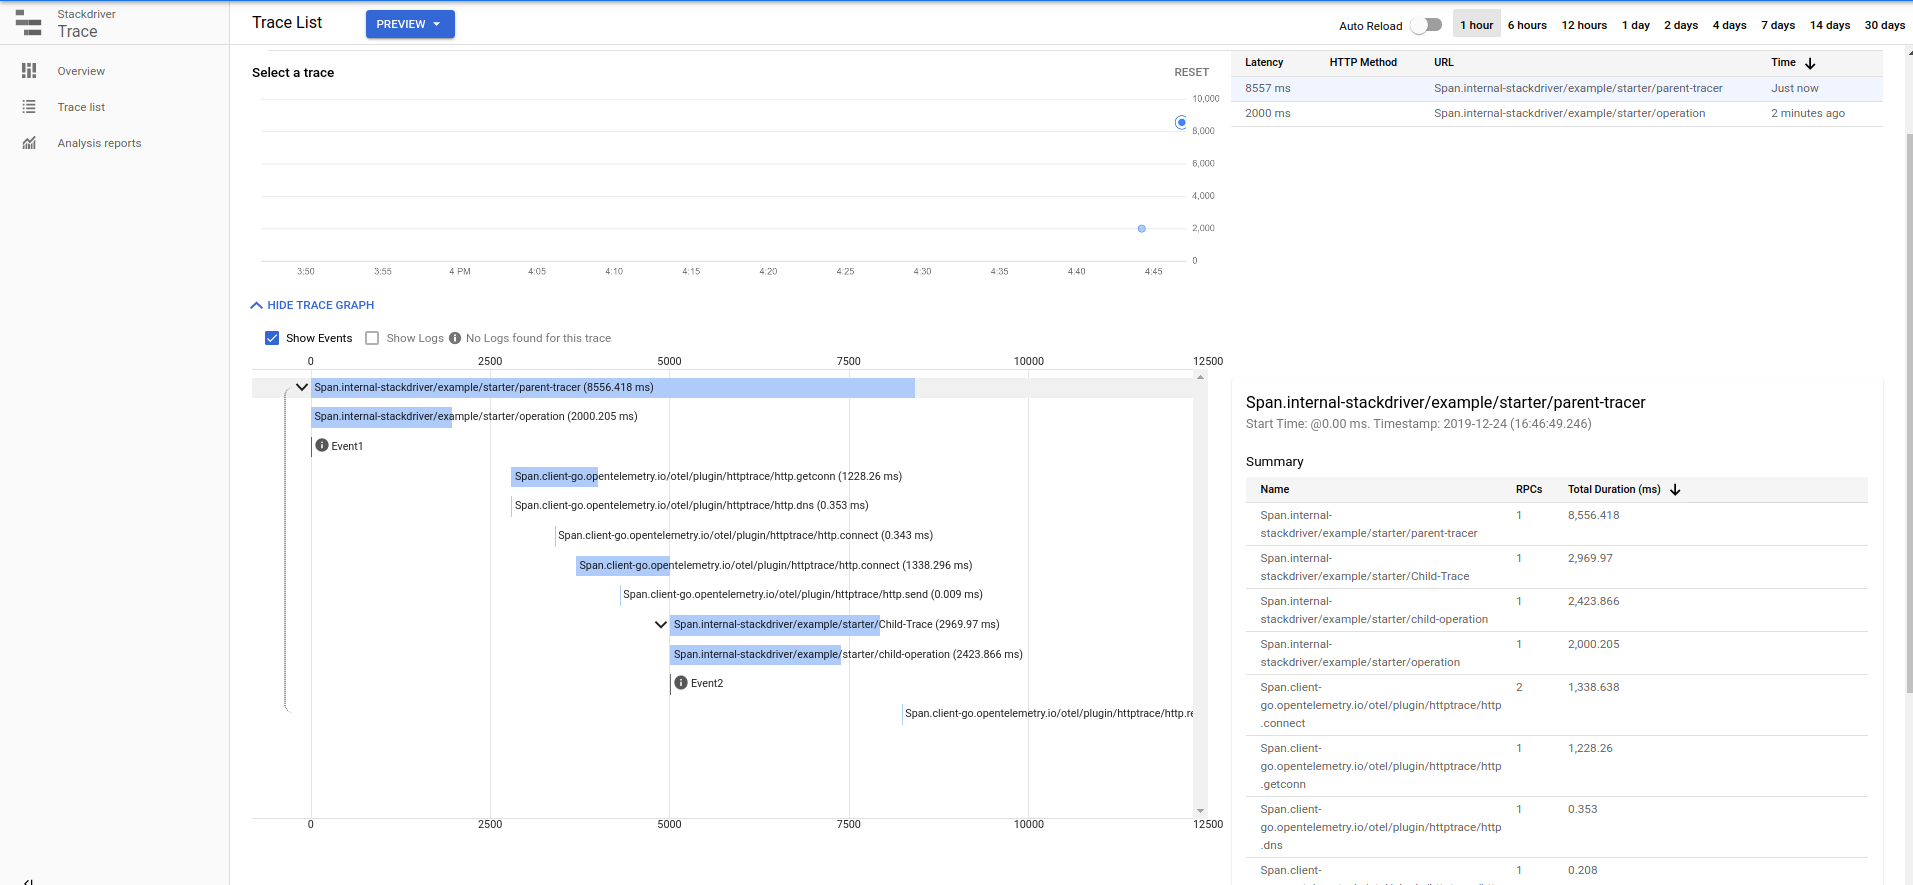 Stackdriver
Trace
Overview
Trace list
Analysis reports
Trace List
PREVIEW
Auto Reload
1 hour 6 hours 12 hours 1 day 2 days 4 days 7 days 14 days 30 days
Select a trace
RESET
10,000
8,000
6,000
4,000
2,000
0
3:50 3:55 4 PM 4:05 4:10 4:15 4:20 4:25 4:30 4:35 4:40 4:45
Latency HTTP Method URL Time
8557 ms Span.internal-stackdriver/example/starter/parent-tracer Just now
2000 ms Span.internal-stackdriver/example/starter/operation 2 minutes ago
HIDE TRACE GRAPH
Show Events Show Logs No Logs found for this trace
0 2500 5000 7500 10000 12500
Span.internal-stackdriver/example/starter/parent-tracer (8556.418 ms)
Span.internal-stackdriver/example/starter/operation (2000.205 ms)
Event1
Span.client-go.opentelemetry.io/otel/plugin/httptrace/http.getconn (1228.26 ms)
Span.client-go.opentelemetry.io/otel/plugin/httptrace/http.dns (0.353 ms)
Span.client-go.opentelemetry.io/otel/plugin/httptrace/http.connect (0.343 ms)
Span.client-go.opentelemetry.io/otel/plugin/httptrace/http.connect (1338.296 ms)
Span.client-go.opentelemetry.io/otel/plugin/httptrace/http.send (0.009 ms)
Span.internal-stackdriver/example/starter/Child-Trace (2969.97 ms)
Span.internal-stackdriver/example/starter/child-operation (2423.866 ms)
Event2
Span.client-go.opentelemetry.io/otel/plugin/httptrace/http.re
0 2500 5000 7500 10000 12500
Span.internal-stackdriver/example/starter/parent-tracer
Start Time: @0.00 ms. Timestamp: 2019-12-24 (16:46:49.246)
Summary
Name RPCs Total Duration (ms)
Span.internal- 1 8,556.418
stackdriver/example/starter/parent-tracer
Span.internal- 1 2,969.97
stackdriver/example/starter/Child-Trace
Span.internal- 1 2,423.866
stackdriver/example/starter/child-operation
Span.internal- 1 2,000.205
stackdriver/example/starter/operation
Span.client- 2 1,338.638
go.opentelemetry.io/otel/plugin/httptrace/http
.connect
Span.client- 1 1,228.26
go.opentelemetry.io/otel/plugin/httptrace/http
.getconn
Span.client- 1 0.353
go.opentelemetry.io/otel/plugin/httptrace/http
.dns
Span.client- 1 0.208